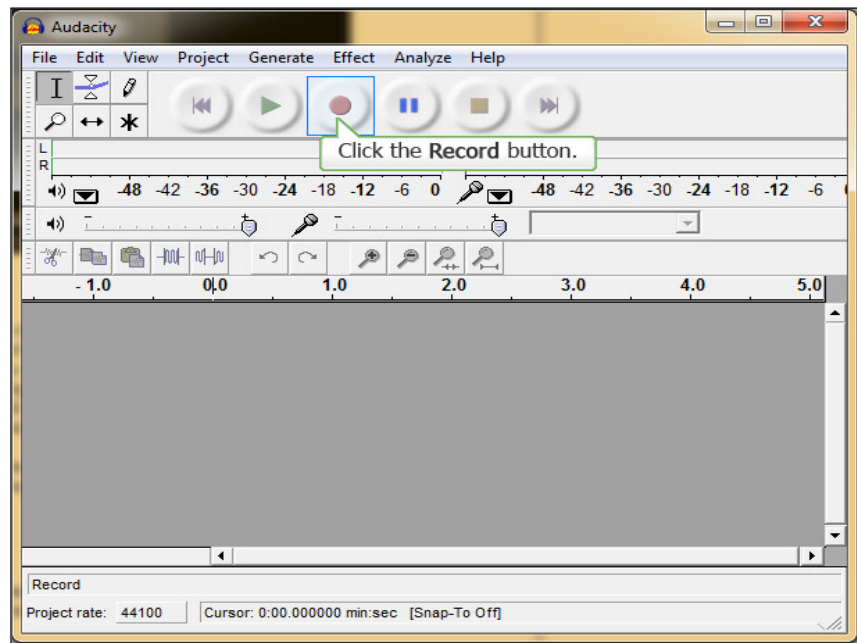 Audacity
File Edit View Project Generate Effect Analyze Help
Click the Record button.
L
R
-48 -42 -36 -30 -24 -18 -12 -6 0 -48 -42 -36 -30 -24 -18 -12 -6
- 1.0 0.0 1.0 2.0 3.0 4.0 5.0
Record
Project rate: 44100 Cursor: 0:00.000000 min:sec [Snap-To Off]